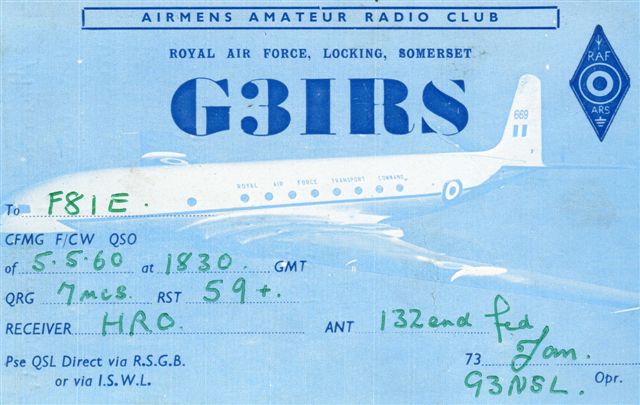 AIRMENS AMATEUR RADIO CLUB
ROYAL AIR FORCE, LOCKING, SOMERSET
G3IRS
RAF
ARS
669
ROYAL AIR FORCE TRANSPORT COMMAND
To F81E.
CFMG F/CW QSO
of 5.5.60 at 1830. GMT
QRG 7mcs. RST 59+.
RECEIVER HRO. ANT 132 end fed
Pse QSL Direct via R.S.G.B. 73
or via I.S.W.L. G3NSL. Opr.